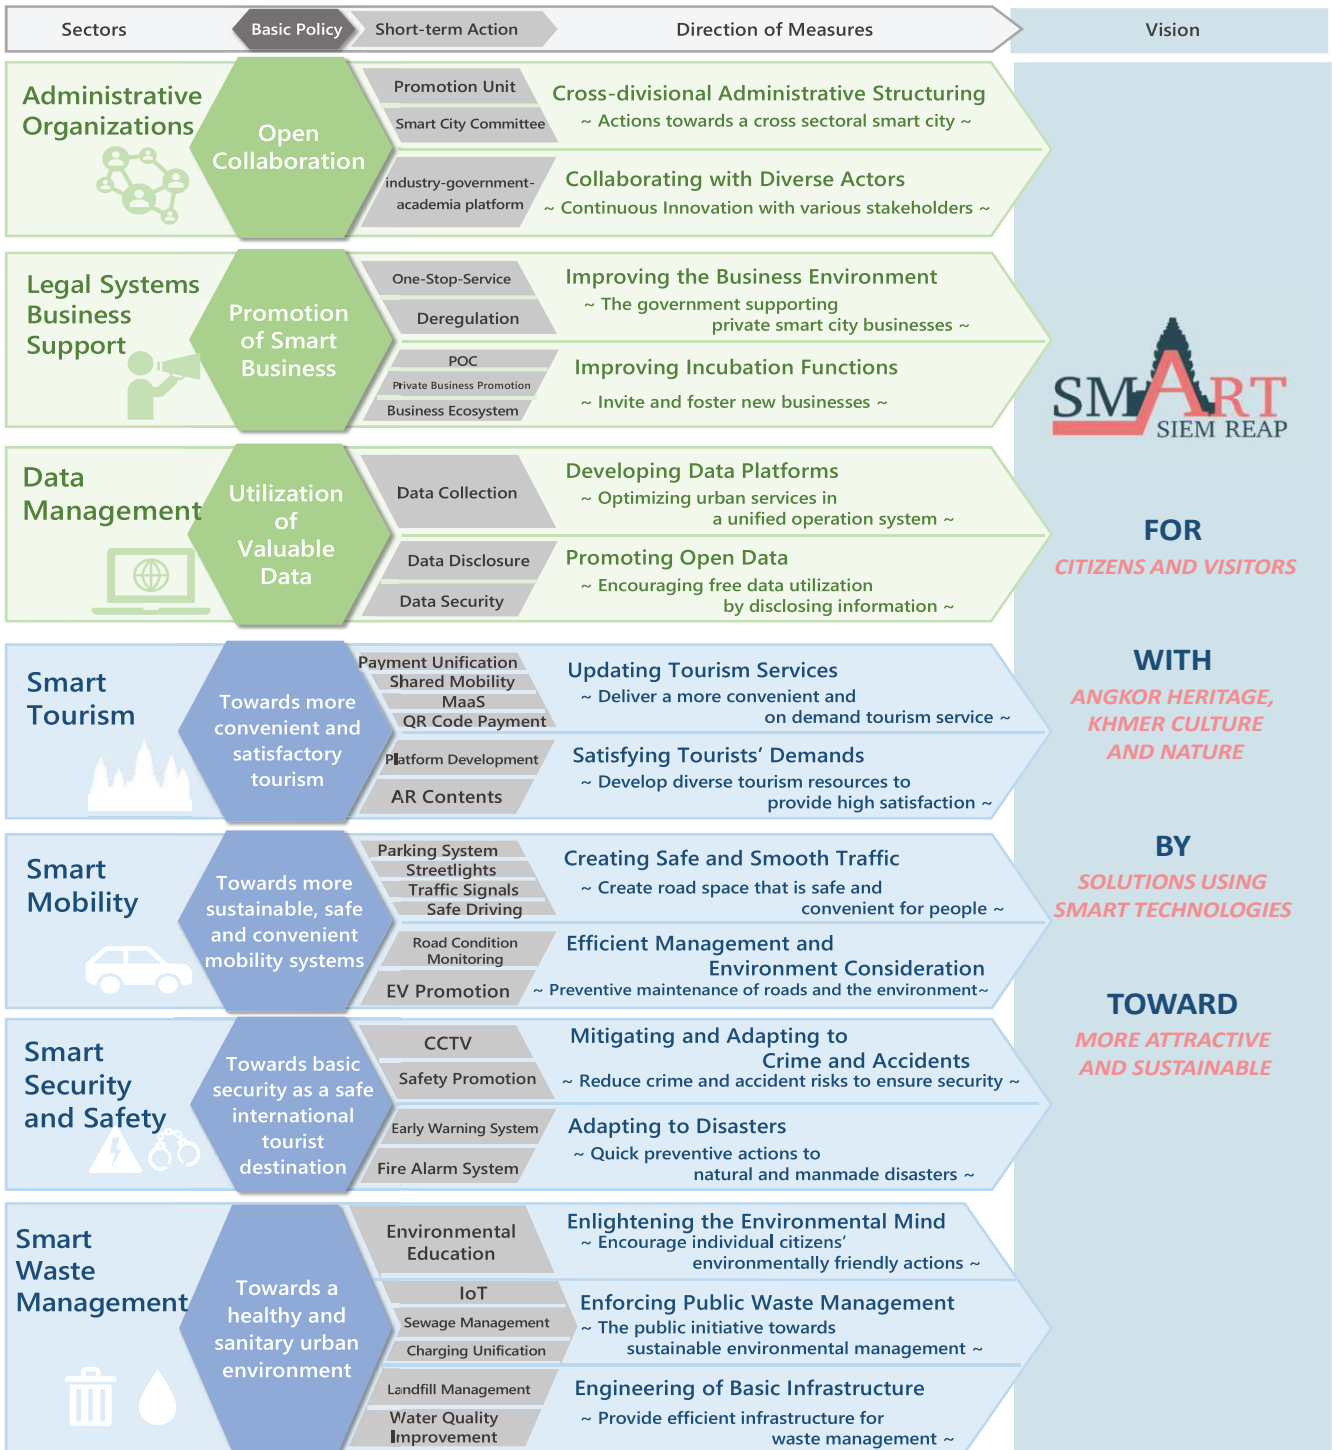 Sectors
Basic Policy
Short-term Action
Direction of Measures
Vision
Administrative
Organizations
Open
Collaboration
Promotion Unit
Smart City Committee
Cross-divisional Administrative Structuring
~ Actions towards a cross sectoral smart city ~
industry-government-
academia platform
Collaborating with Diverse Actors
~ Continuous Innovation with various stakeholders ~
Legal Systems
Business
Support
Promotion
of Smart
Business
One-Stop-Service
Deregulation
Improving the Business Environment
~ The government supporting
private smart city businesses ~
POC
Private Business Promotion
Business Ecosystem
Improving Incubation Functions
~ Invite and foster new businesses ~
Data
Management
Utilization
of
Valuable
Data
Data Collection
Developing Data Platforms
~ Optimizing urban services in
a unified operation system ~
Data Disclosure
Data Security
Promoting Open Data
~ Encouraging free data utilization
by disclosing information ~
Smart
Tourism
Towards more
convenient and
satisfactory
tourism
Payment Unification
Shared Mobility
MaaS
QR Code Payment
Updating Tourism Services
~ Deliver a more convenient and
on demand tourism service ~
Platform Development
AR Contents
Satisfying Tourists' Demands
~ Develop diverse tourism resources to
provide high satisfaction ~
Smart
Mobility
Towards more
sustainable, safe
and convenient
mobility systems
Parking System
Streetlights
Traffic Signals
Safe Driving
Creating Safe and Smooth Traffic
~ Create road space that is safe and
convenient for people ~
Road Condition
Monitoring
EV Promotion
Efficient Management and
Environment Consideration
~ Preventive maintenance of roads and the environment~
Smart
Security
and Safety
Towards basic
security as a safe
international
tourist
destination
CCTV
Safety Promotion
Mitigating and Adapting to
Crime and Accidents
~ Reduce crime and accident risks to ensure security ~
Early Warning System
Fire Alarm System
Adapting to Disasters
~ Quick preventive actions to
natural and manmade disasters ~
Smart
Waste
Management
Towards a
healthy and
sanitary urban
environment
Environmental
Education
Enlightening the Environmental Mind
~ Encourage individual citizens'
environmentally friendly actions ~
IoT
Sewage Management
Charging Unification
Enforcing Public Waste Management
~ The public initiative towards
sustainable environmental management ~
Landfill Management
Water Quality
Improvement
Engineering of Basic Infrastructure
~ Provide efficient infrastructure for
waste management ~
SMART
SIEM REAP
FOR
CITIZENS AND VISITORS
WITH
ANGKOR HERITAGE,
KHMER CULTURE
AND NATURE
BY
SOLUTIONS USING
SMART TECHNOLOGIES
TOWARD
MORE ATTRACTIVE
AND SUSTAINABLE